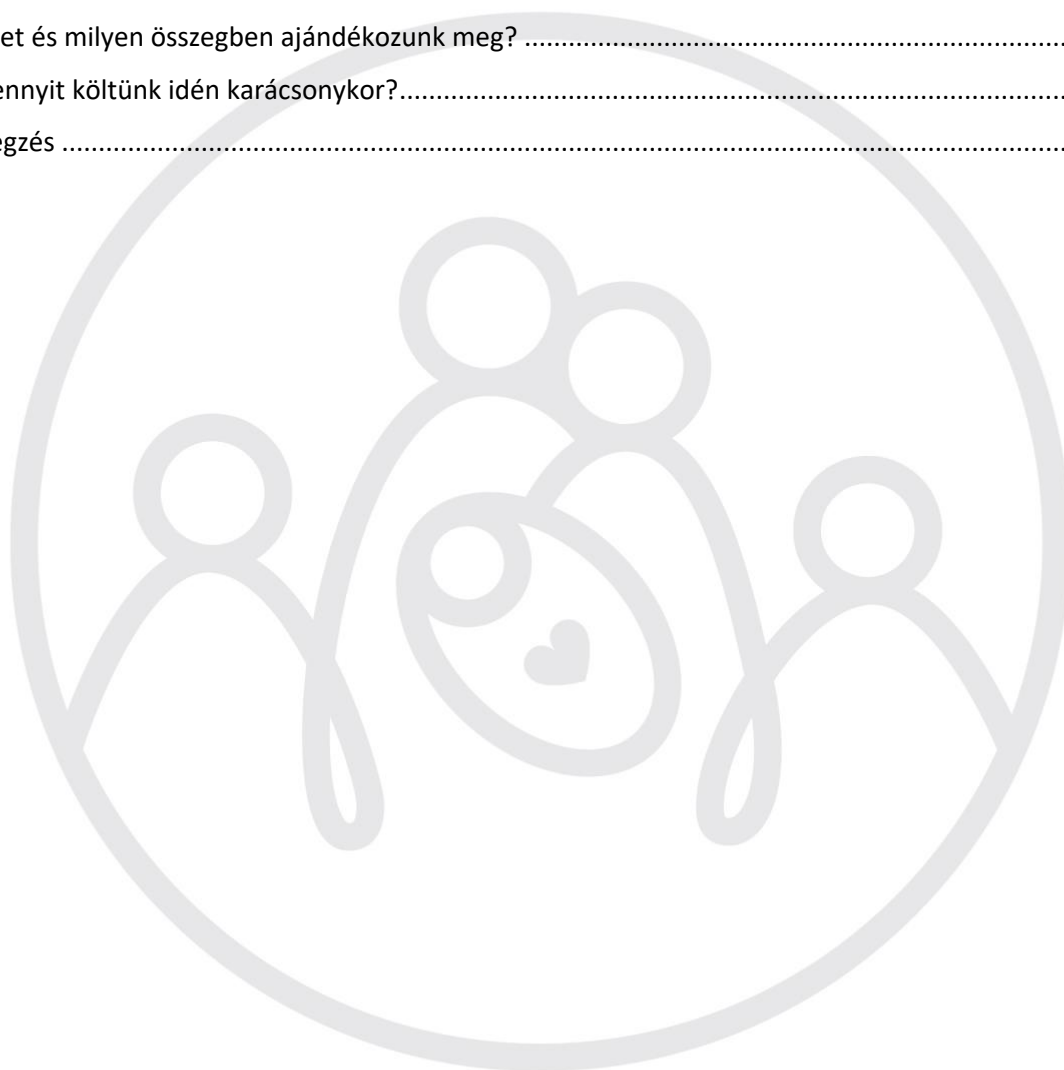 et és milyen összegben ajándékozunk meg? ....................................................................................
ennyit költünk idén karácsonykor?.........................................................................................................
egzés ................................................................................................................................................................